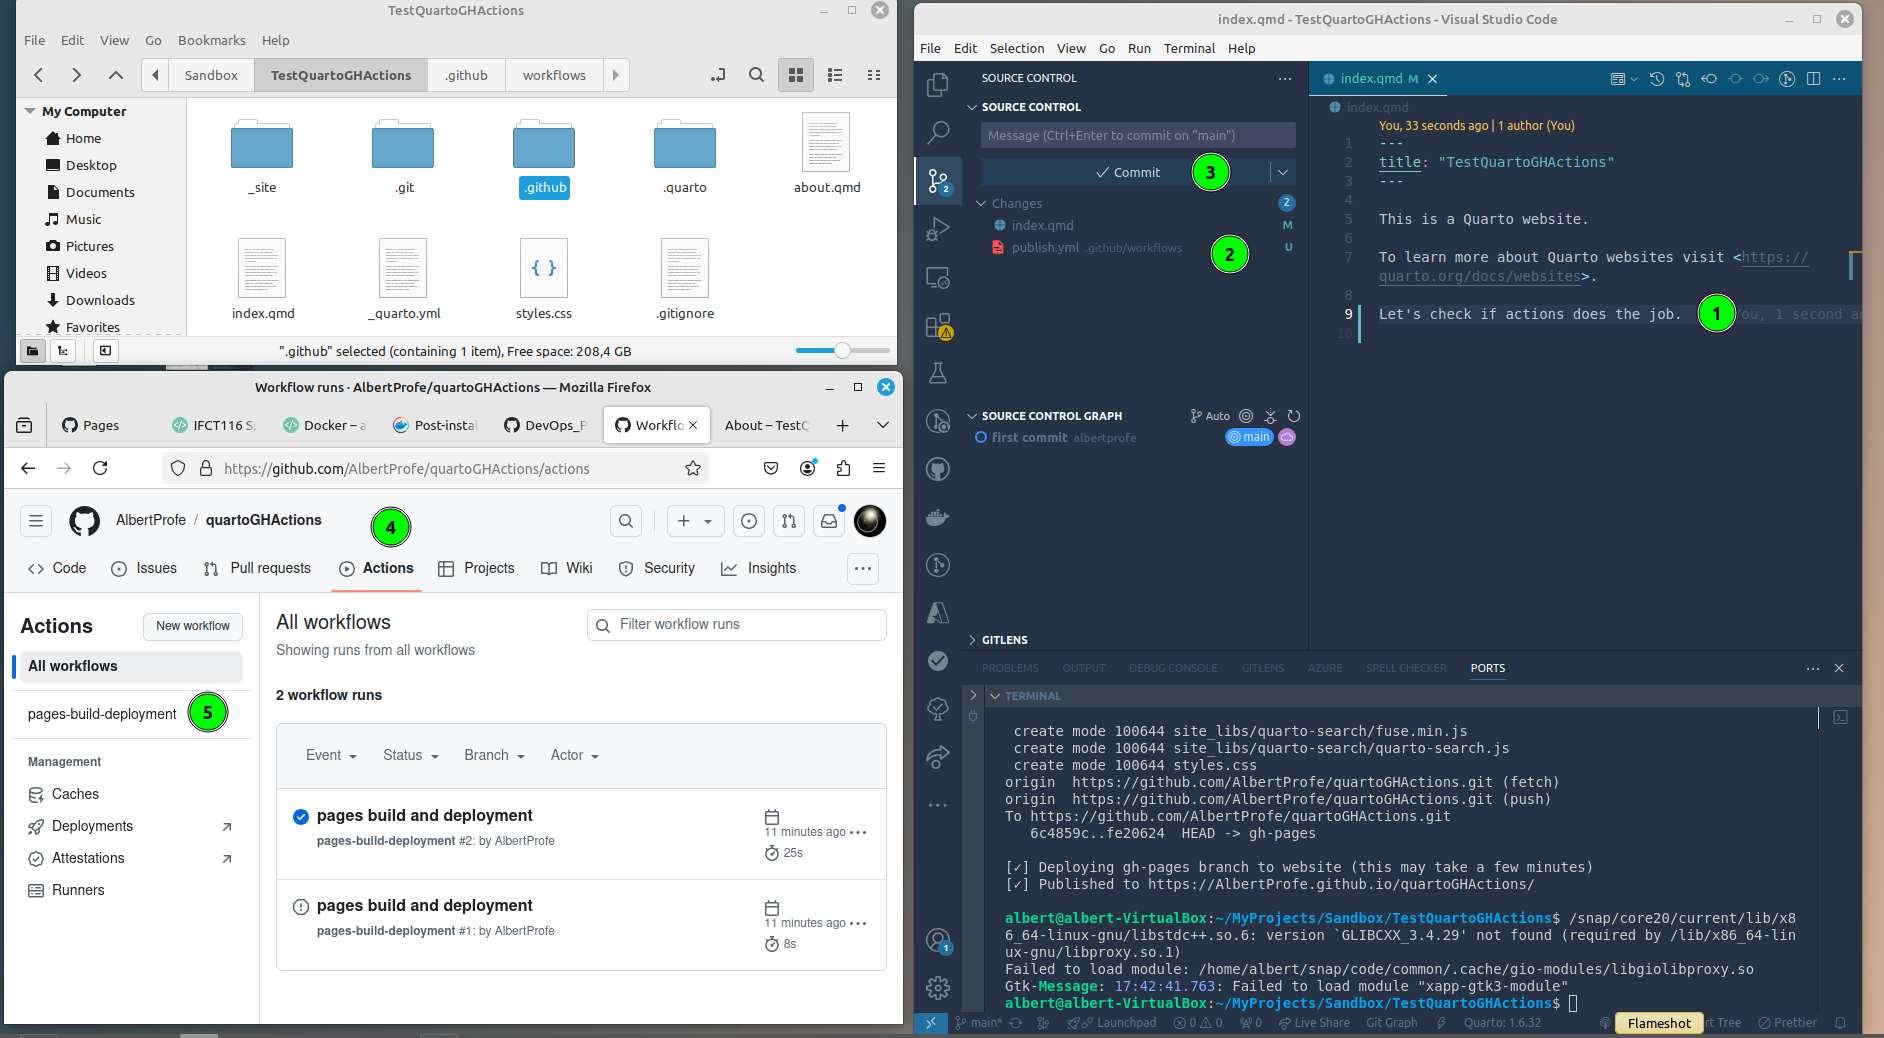 TestQuartoGHActions
File Edit View Go Bookmarks Help
Sandbox TestQuartoGHActions .github workflows
My Computer
Home
Desktop
Documents
Music
Pictures
Videos
Downloads
Favorites
_site .git .github .quarto about.qmd
{ }
index.qmd _quarto.yml styles.css .gitignore
".github" selected (containing 1 item), Free space: 208,4 GB
Workflow runs · AlbertProfe/quartoGHActions — Mozilla Firefox
Pages IFCT116 S Docker – a Post-instal DevOps_P Workflo About – TestQ
https://github.com/AlbertProfe/quartoGHActions/actions
AlbertProfe / quartoGHActions
4
Code Issues Pull requests Actions Projects Wiki Security Insights
Actions New workflow
All workflows
pages-build-deployment 5
Management
Caches
Deployments
Attestations
Runners
All workflows
Showing runs from all workflows
Filter workflow runs
2 workflow runs
Event Status Branch Actor
pages build and deployment
pages-build-deployment #2: by AlbertProfe
11 minutes ago
25s
pages build and deployment
pages-build-deployment #1: by AlbertProfe
11 minutes ago
8s
index.qmd - TestQuartoGHActions - Visual Studio Code
File Edit Selection View Go Run Terminal Help
SOURCE CONTROL
SOURCE CONTROL
Message (Ctrl+Enter to commit on "main")
Commit 3
Changes 2
index.qmd M
publish.yml .github/workflows 2 U
2
SOURCE CONTROL GRAPH Auto
first commit albertprofe main
GITLENS
1
index.qmd M
index.qmd
You, 33 seconds ago | 1 author (You)
1 ---
2 title: "TestQuartoGHActions"
3 ---
4
5 This is a Quarto website.
6
7 To learn more about Quarto websites visit <https://
quarto.org/docs/websites>.
8
9 Let's check if actions does the job. 1 You, 1 second a
10
PROBLEMS OUTPUT DEBUG CONSOLE GITLENS AZURE SPELL CHECKER PORTS
TERMINAL
create mode 100644 site_libs/quarto-search/fuse.min.js
create mode 100644 site_libs/quarto-search/quarto-search.js
create mode 100644 styles.css
origin https://github.com/AlbertProfe/quartoGHActions.git (fetch)
origin https://github.com/AlbertProfe/quartoGHActions.git (push)
To https://github.com/AlbertProfe/quartoGHActions.git
6c4859c..fe20624 HEAD -> gh-pages
[✓] Deploying gh-pages branch to website (this may take a few minutes)
[✓] Published to https://AlbertProfe.github.io/quartoGHActions/
albert@albert-VirtualBox:~/MyProjects/Sandbox/TestQuartoGHActions$ /snap/core20/current/lib/x8
6_64-linux-gnu/libstdc++.so.6: version `GLIBCXX_3.4.29' not found (required by /lib/x86_64-lin
ux-gnu/libproxy.so.1)
Failed to load module: /home/albert/snap/code/common/.cache/gio-modules/libgiolibproxy.so
Gtk-Message: 17:42:41.763: Failed to load module "xapp-gtk3-module"
albert@albert-VirtualBox:~/MyProjects/Sandbox/TestQuartoGHActions$
main* Launchpad 0 0 0 Live Share Git Graph Quarto: 1.6.32 Flameshot rt Tree Prettier